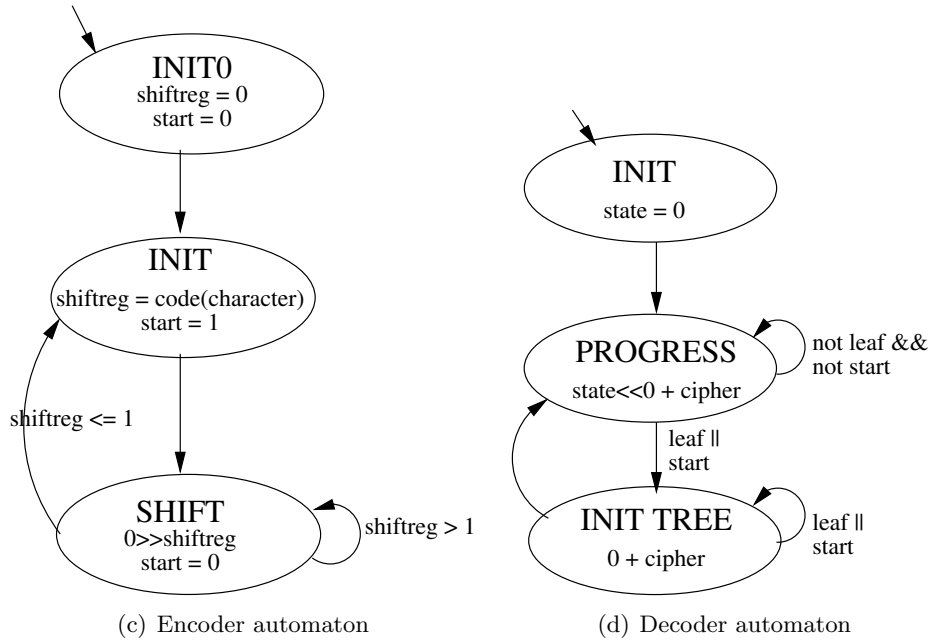 INIT0
shiftreg = 0
start = 0
INIT
shiftreg = code(character)
start = 1
shiftreg <= 1
SHIFT
0>>shiftreg
start = 0
shiftreg > 1
(c) Encoder automaton
INIT
state = 0
PROGRESS
state<<0 + cipher
not leaf &&
not start
leaf ||
start
INIT TREE
0 + cipher
leaf ||
start
(d) Decoder automaton